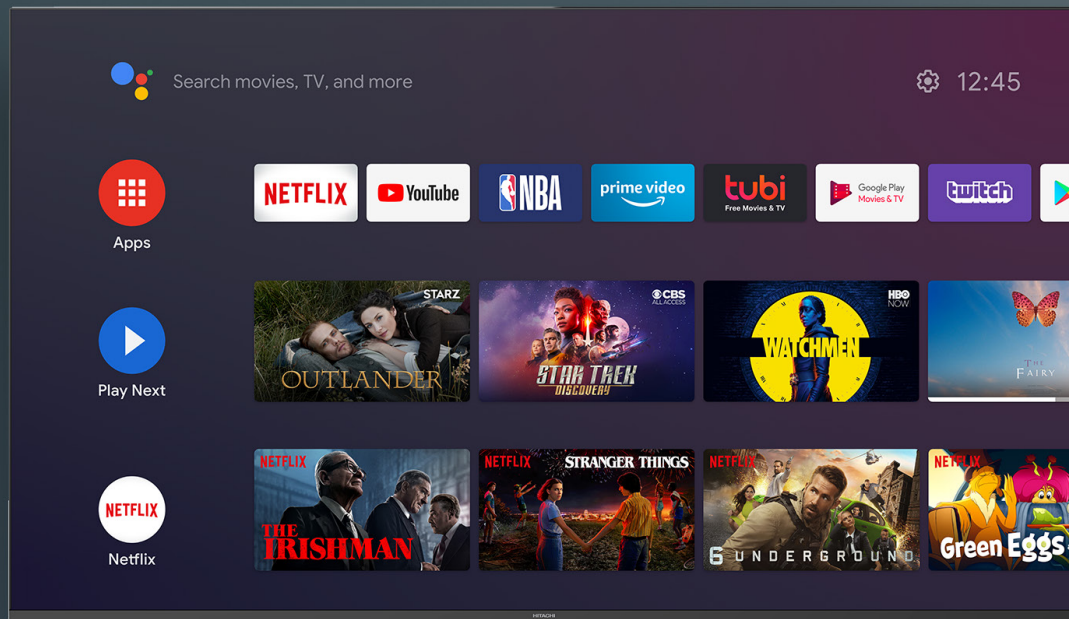 Search movies, TV, and more
12:45
Apps
NETFLIX
YouTube
NBA
prime video
tubi
Free Movies & TV
Google Play
Movies & TV
twitch
Play Next
STARZ
OUTLANDER
CBS
ALL ACCESS
STAR TREK
DISCOVERY
HBO
NOW
WATCHMEN
THE
FAIRY
NETFLIX
Netflix
NETFLIX
THE
IRISHMAN
NETFLIX
STRANGER THINGS
NETFLIX
6 UNDERGROUND
NETFLIX
Green Eggs
HITACHI